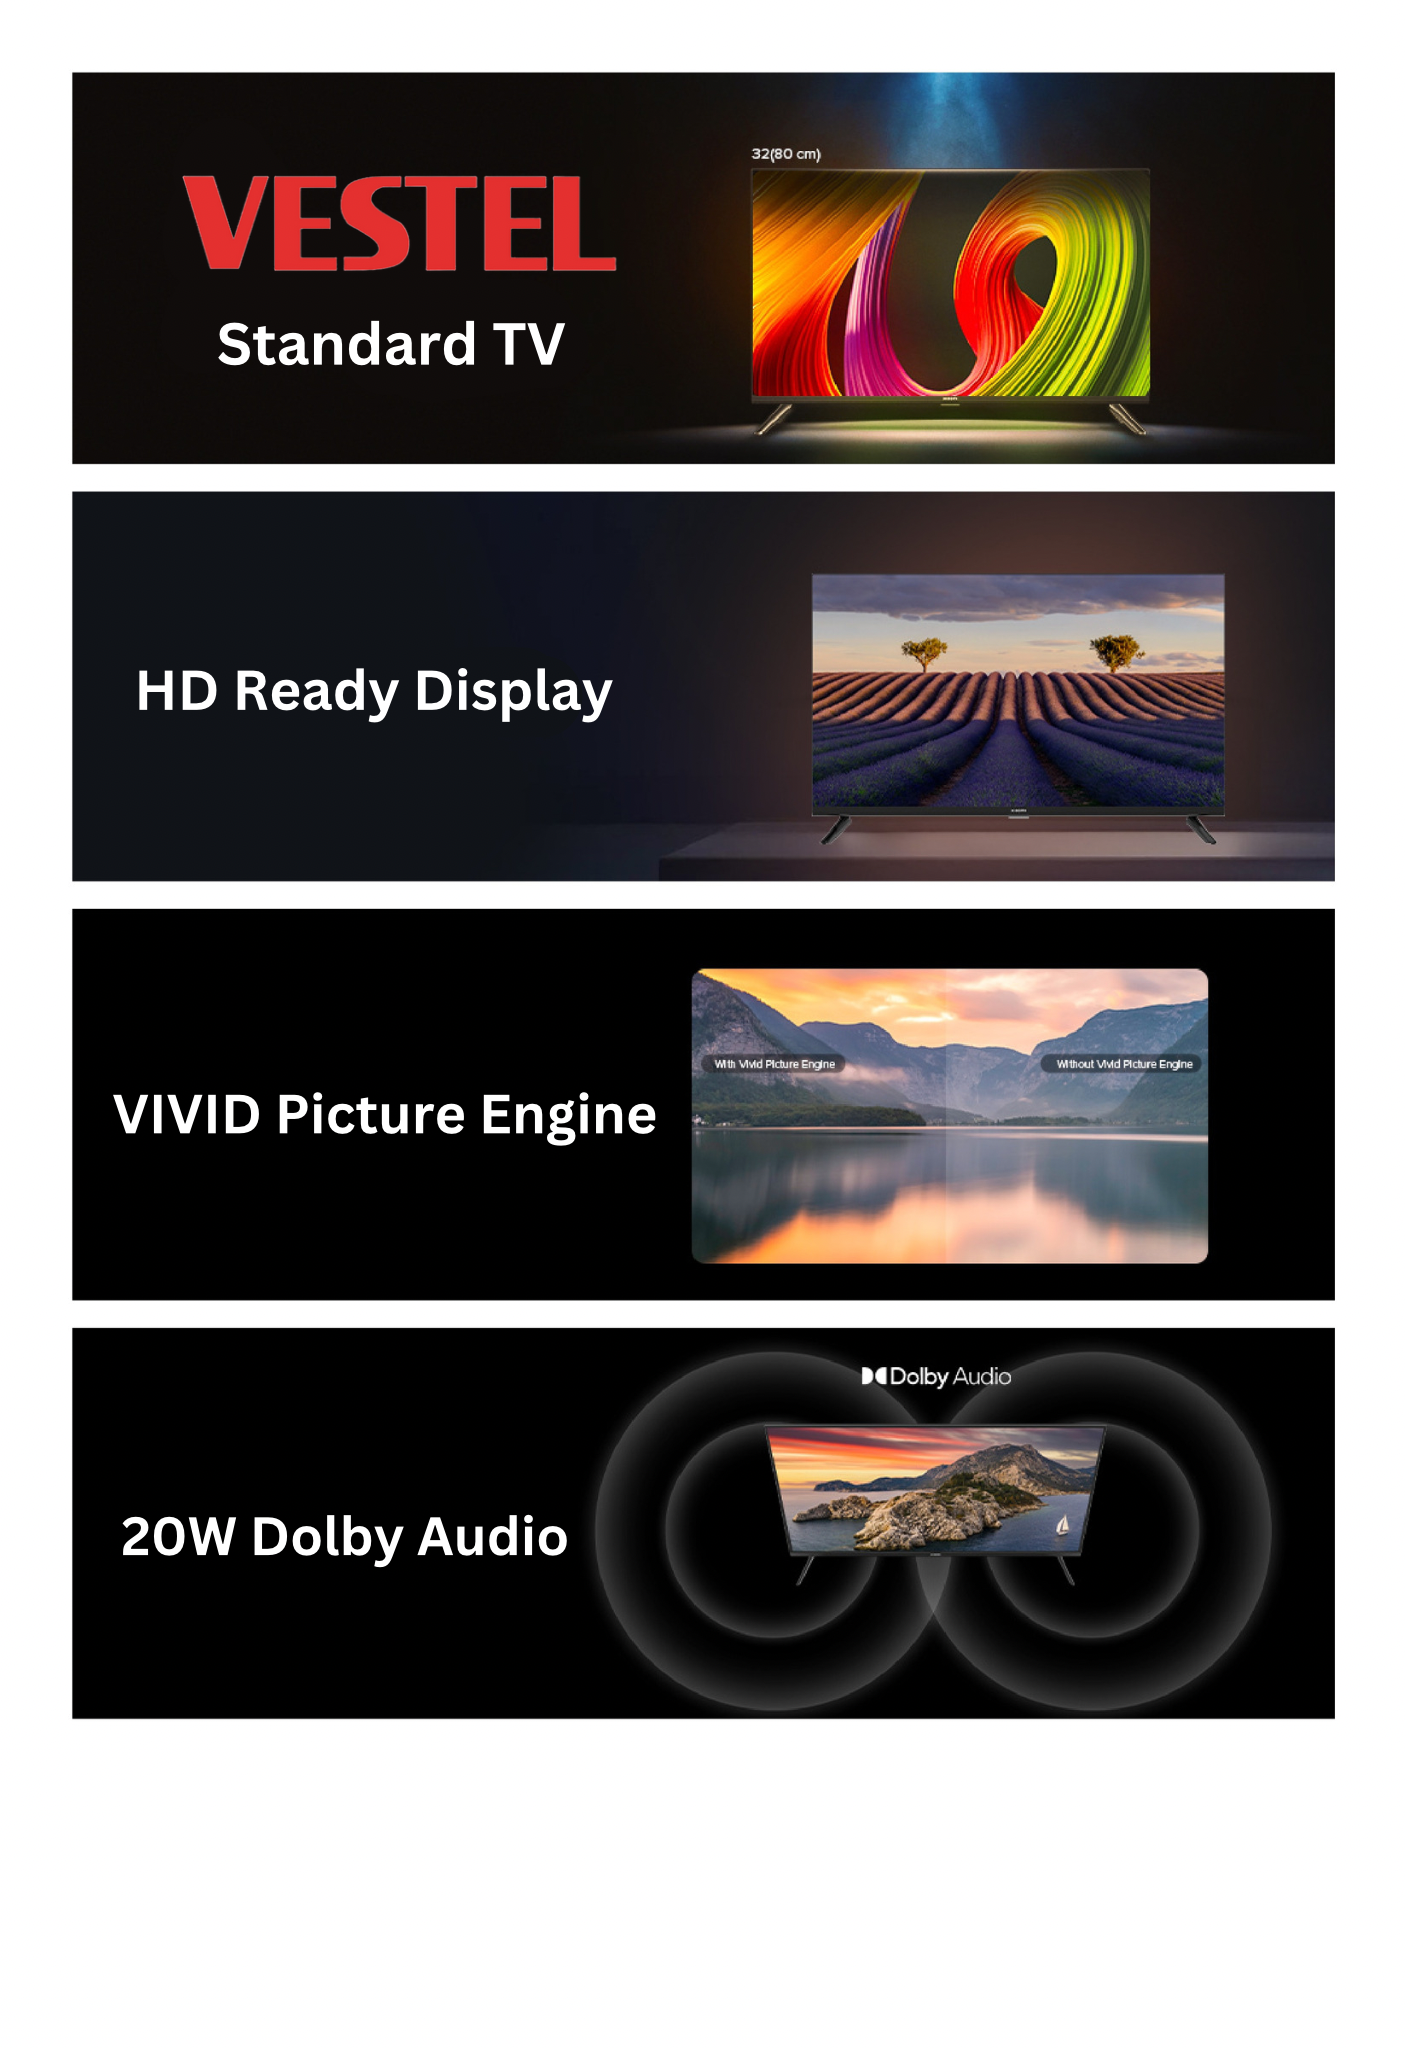 32(80 cm)
VESTEL
Standard TV
HD Ready Display
With Vivid Picture Engine
Without Vivid Picture Engine
VIVID Picture Engine
Dolby Audio
20W Dolby Audio